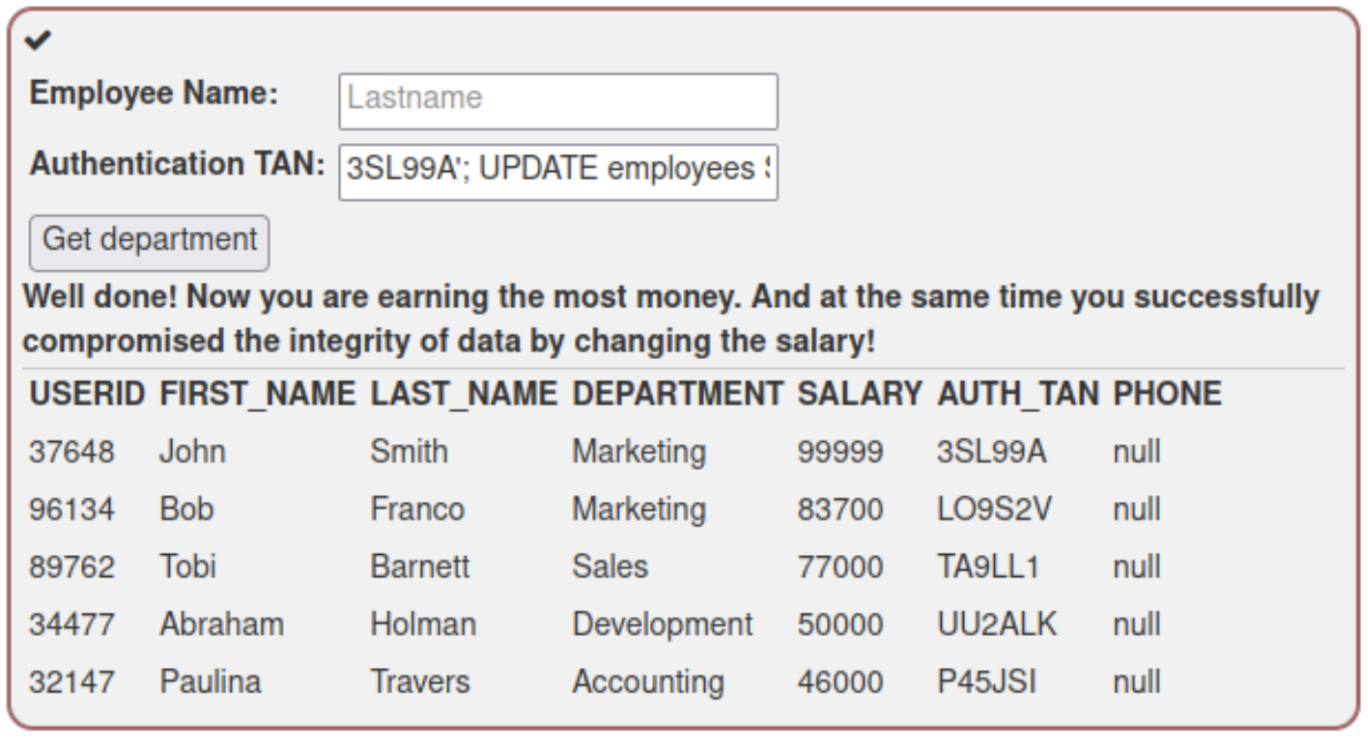 Employee Name: Lastname
Authentication TAN: 3SL99A'; UPDATE employees
Get department
Well done! Now you are earning the most money. And at the same time you successfully
compromised the integrity of data by changing the salary!
USERID FIRST_NAME LAST_NAME DEPARTMENT SALARY AUTH_TAN PHONE
37648 John Smith Marketing 99999 3SL99A null
96134 Bob Franco Marketing 83700 LO9S2V null
89762 Tobi Barnett Sales 77000 TA9LL1 null
34477 Abraham Holman Development 50000 UU2ALK null
32147 Paulina Travers Accounting 46000 P45JSI null